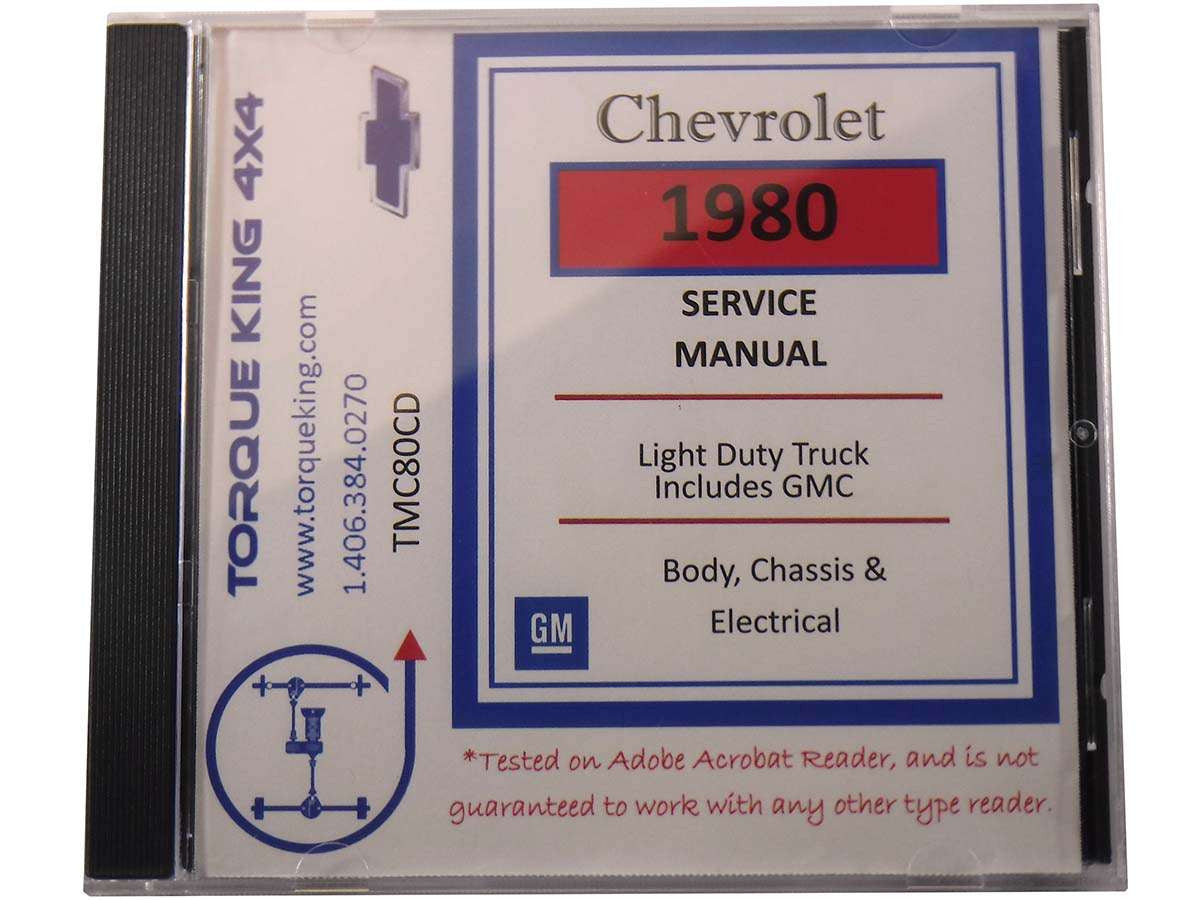 TORQUE KING 4X4
www.torqueking.com
1.406.384.0270
TMC80CD
Chevrolet
1980
SERVICE
MANUAL
Light Duty Truck
Includes GMC
Body, Chassis &
Electrical
GM
*Tested on Adobe Acrobat Reader, and is not
guaranteed to work with any other type reader.